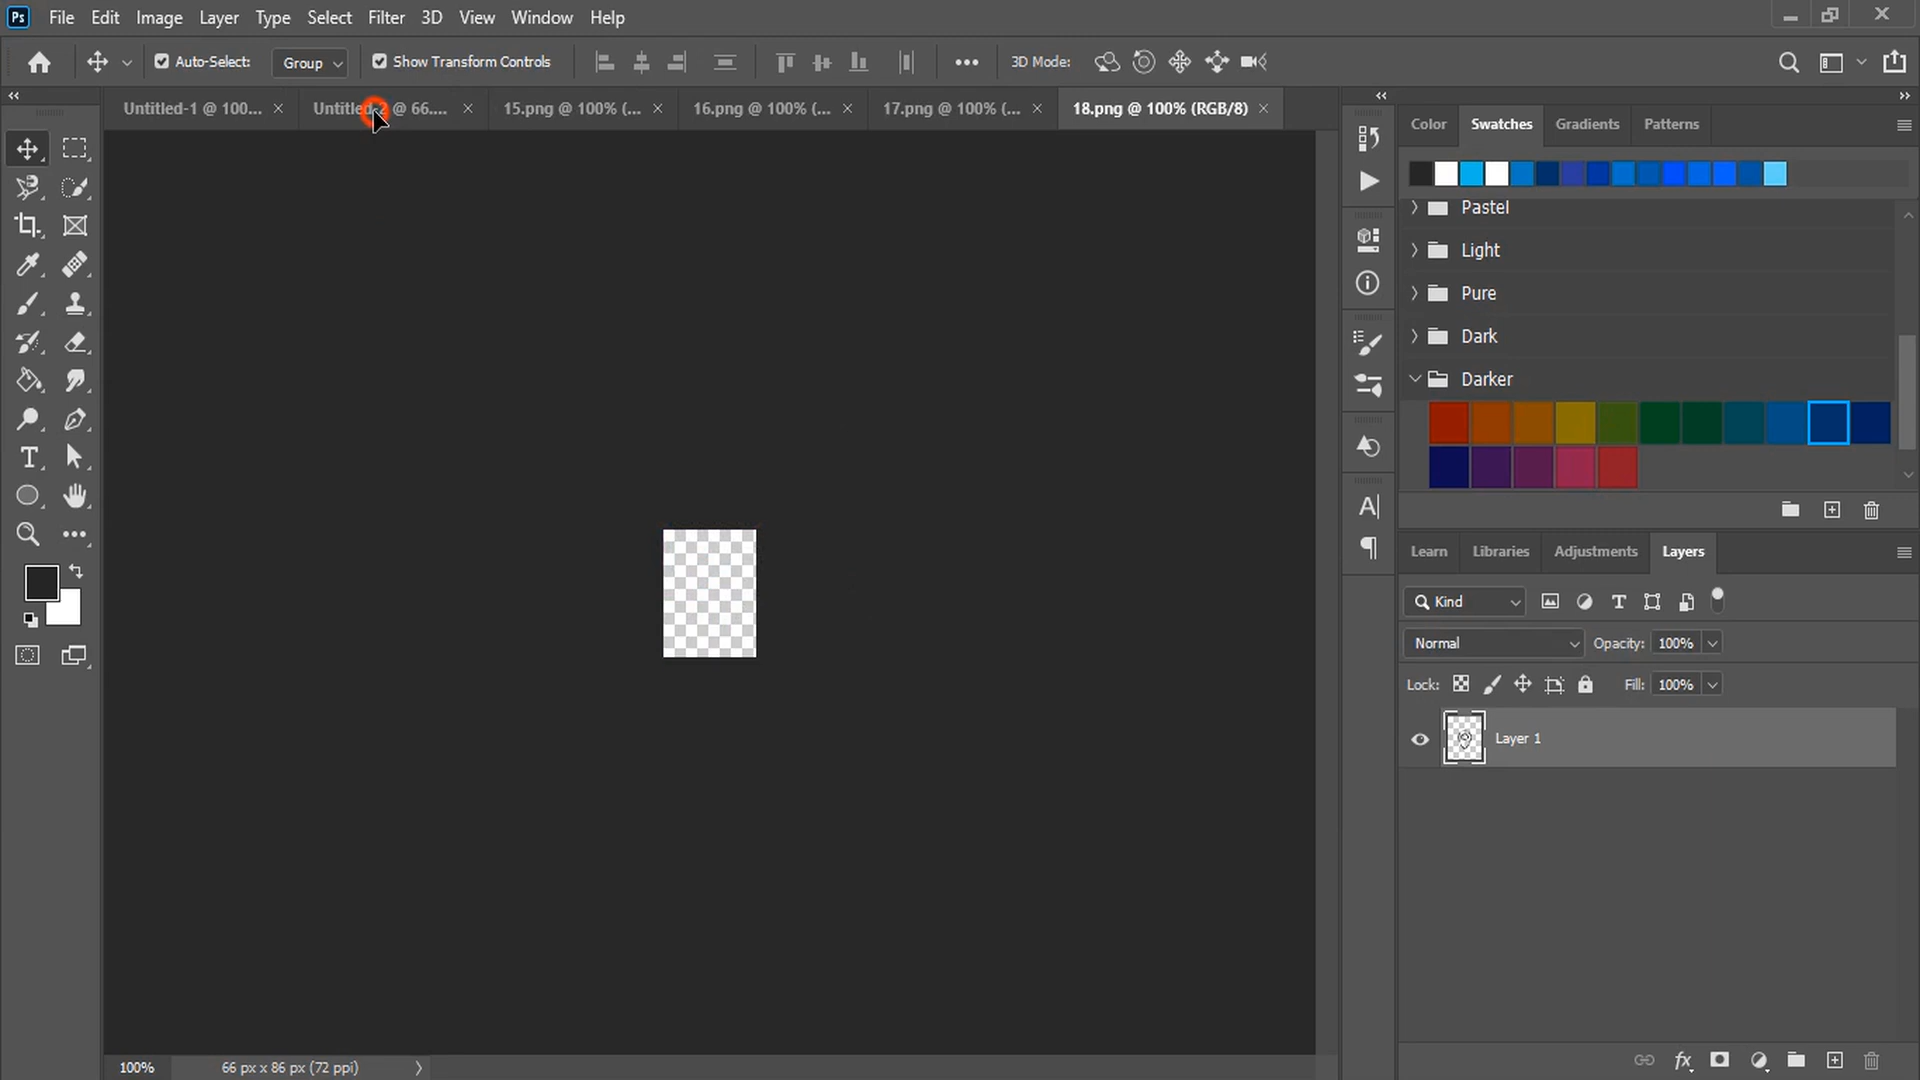 Ps File Edit Image Layer Type Select Filter 3D View Window Help
Auto-Select: Group Show Transform Controls 3D Mode:
Untitled-1 @ 100... × Untitled-2 @ 66.... × 15.png @ 100% (... × 16.png @ 100% (... × 17.png @ 100% (... × 18.png @ 100% (RGB/8) ×
Color Swatches Gradients Patterns
Pastel
Light
Pure
Dark
Darker
Learn Libraries Adjustments Layers
Kind
Normal Opacity: 100%
Lock: Fill: 100%
Layer 1
100% 66 px x 86 px (72 ppi)